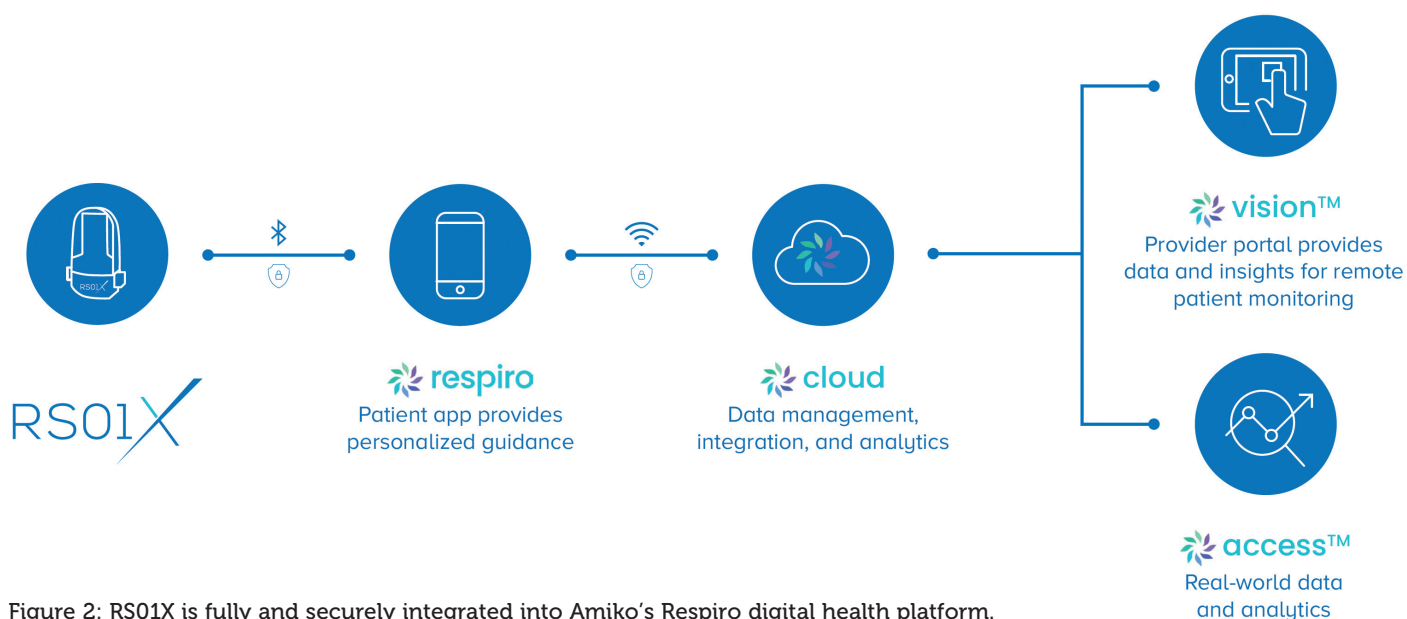 RS01X
RS01X
respiro
Patient app provides
personalized guidance
cloud
Data management,
integration, and analytics
vision™
Provider portal provides
data and insights for remote
patient monitoring
access™
Real-world data
and analytics
Figure 2: RS01X is fully and securely integrated into Amiko’s Respiro digital health platform.